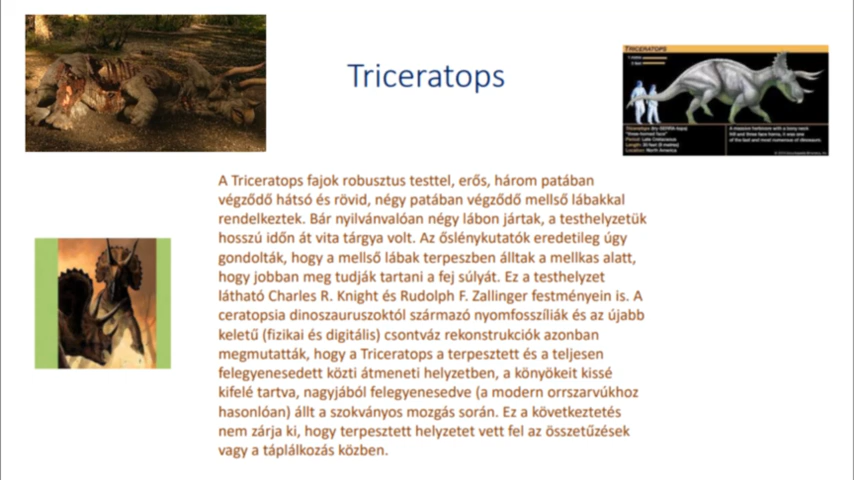 Triceratops
TRICERATOPS
A Triceratops fajok robusztus testtel, erős, három patában
végződő hátsó és rövid, négy patában végződő mellső lábakkal
rendelkeztek. Bár nyilvánvalóan négy lábon jártak, a testhelyzetük
hosszú időn át vita tárgya volt. Az őslénykutatók eredetileg úgy
gondolták, hogy a mellső lábak terpeszben álltak a mellkas alatt,
hogy jobban meg tudják tartani a fej súlyát. Ez a testhelyzet
látható Charles R. Knight és Rudolph F. Zallinger festményein is. A
ceratopsia dinoszauruszoktól származó nyomfosszíliák és az újabb
keletű (fizikai és digitális) csontváz rekonstrukciók azonban
megmutatták, hogy a Triceratops a terpesztett és a teljesen
felegyenesedett közti átmeneti helyzetben, a könyökeit kissé
kifelé tartva, nagyjából felegyenesedve (a modern orrszarvúkhoz
hasonlóan) állt a szokványos mozgás során. Ez a következtetés
nem zárja ki, hogy terpesztett helyzetet vett fel az összetűzések
vagy a táplálkozás közben.